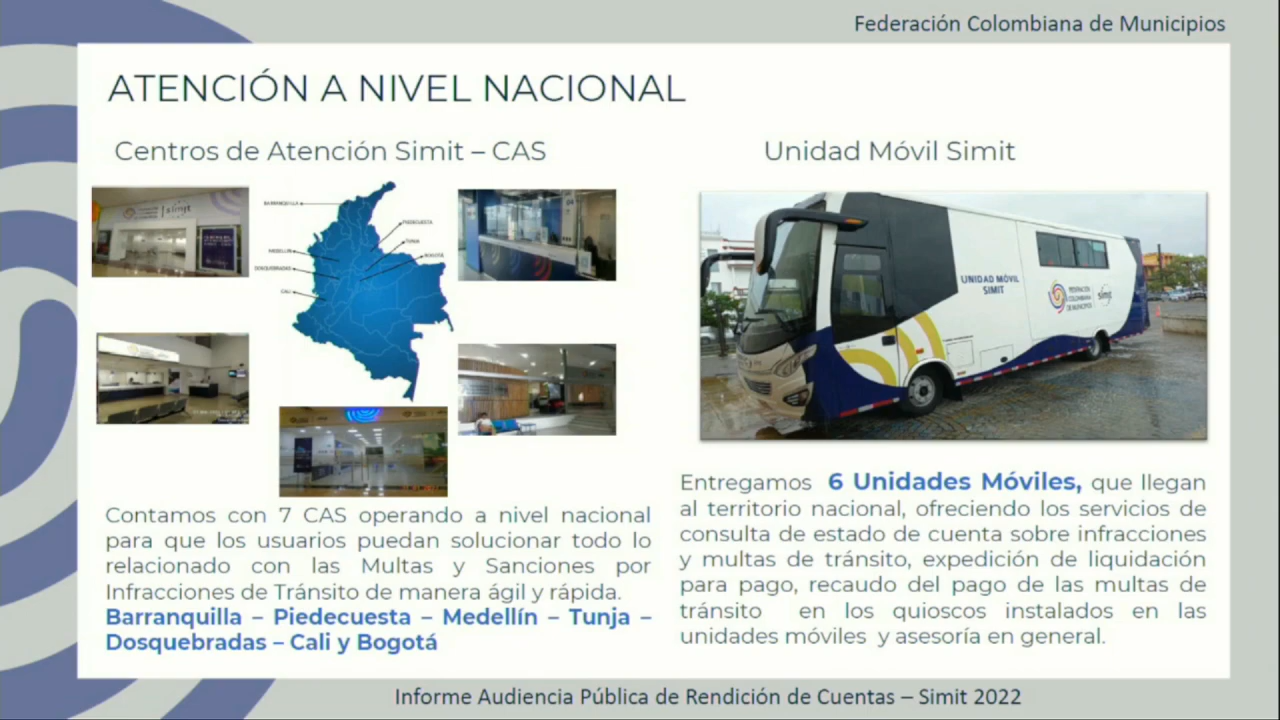 Federación Colombiana de Municipios
ATENCIÓN A NIVEL NACIONAL
Centros de Atención Simit – CAS
simit
BARRANQUILLA
PIEDECUESTA
TUNJA
MEDELLÍN
BOGOTÁ
DOSQUEBRADAS
CALI
Contamos con 7 CAS operando a nivel nacional
para que los usuarios puedan solucionar todo lo
relacionado con las Multas y Sanciones por
Infracciones de Tránsito de manera ágil y rápida.
Barranquilla – Piedecuesta – Medellín – Tunja –
Dosquebradas – Cali y Bogotá
Unidad Móvil Simit
UNIDAD MÓVIL
SIMIT
FEDERACIÓN
COLOMBIANA
DE MUNICIPIOS
simit
Entregamos 6 Unidades Móviles, que llegan
al territorio nacional, ofreciendo los servicios de
consulta de estado de cuenta sobre infracciones
y multas de tránsito, expedición de liquidación
para pago, recaudo del pago de las multas de
tránsito en los quioscos instalados en las
unidades móviles y asesoría en general.
Informe Audiencia Pública de Rendición de Cuentas – Simit 2022